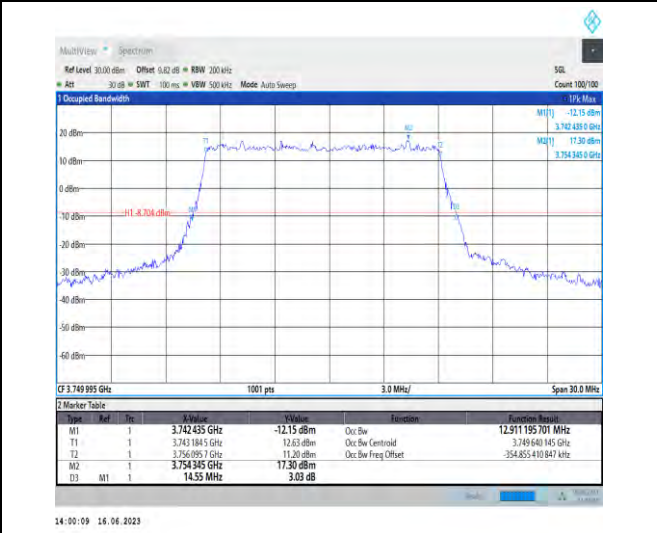 MultiView Spectrum
Ref Level 30.00 dBm Offset 9.82 dB RBW 200 kHz SGL
Att 30 dB SWT 100 ms VBW 500 kHz Mode Auto Sweep Count 100/100
1 Occupied Bandwidth 1Pk Max
M1[1] -12.15 dBm
3.742 435 0 GHz
M2[1] 17.30 dBm
3.754 345 0 GHz
M2
T1
T2
20 dBm
10 dBm
0 dBm
H1 -8.704 dBm
-10 dBm
-20 dBm
-30 dBm
-40 dBm
-50 dBm
-60 dBm
CF 3.749 995 GHz 1001 pts 3.0 MHz/ Span 30.0 MHz
2 Marker Table
Type Ref Trc X-Value Y-Value Function Function Result
M1 1 3.742 435 GHz -12.15 dBm Occ Bw 12.911 195 701 MHz
T1 1 3.743 184 5 GHz 12.63 dBm Occ Bw Centroid 3.749 640 145 GHz
T2 1 3.756 095 7 GHz 11.20 dBm Occ Bw Freq Offset -354.855 410 847 kHz
M2 1 3.754 345 GHz 17.30 dBm
D3 M1 1 14.55 MHz 3.03 dB
14:00:09 16.06.2023